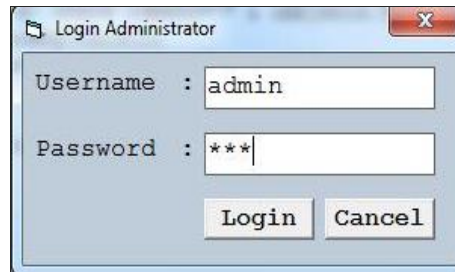 Login Administrator
Username : admin
Password : ***
Login Cancel